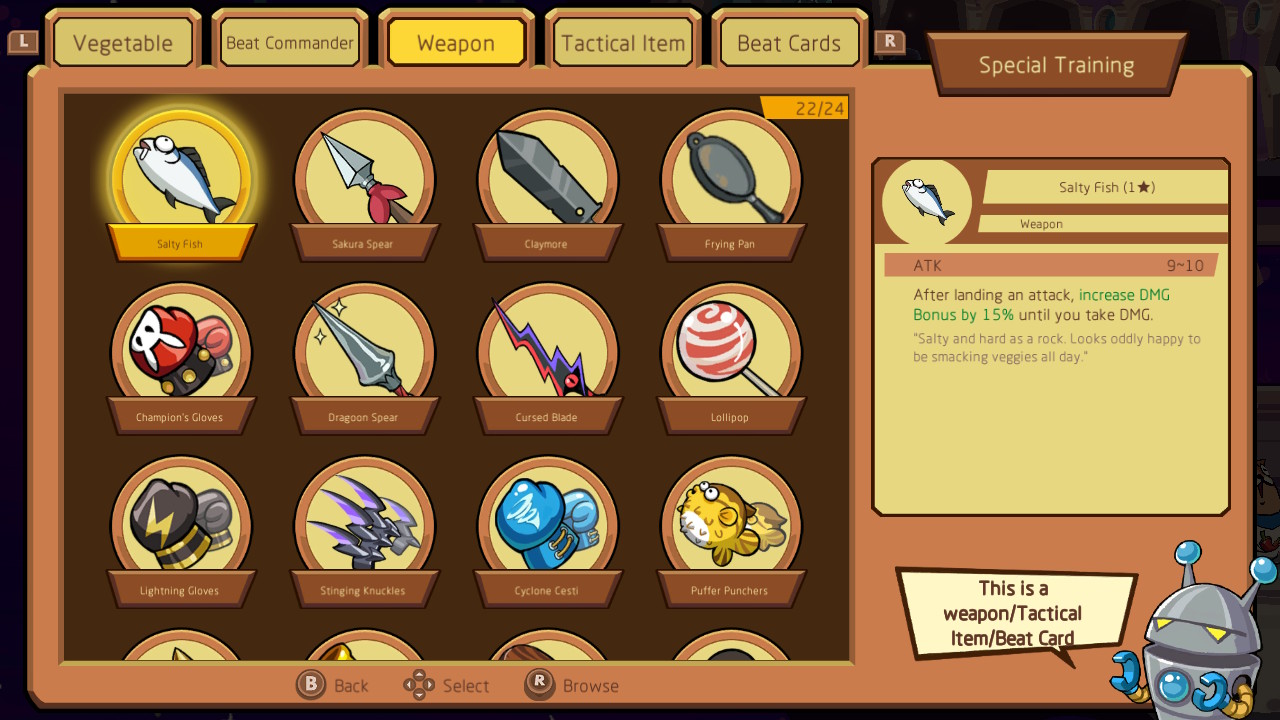 L
Vegetable
Beat Commander
Weapon
Tactical Item
Beat Cards
R
Special Training
22/24
Salty Fish
Sakura Spear
Claymore
Frying Pan
Champion's Gloves
Dragoon Spear
Cursed Blade
Lollipop
Lightning Gloves
Stinging Knuckles
Cyclone Cesti
Puffer Punchers
Salty Fish (1★)
Weapon
ATK 9~10
After landing an attack, increase DMG
Bonus by 15% until you take DMG.
"Salty and hard as a rock. Looks oddly happy to
be smacking veggies all day."
This is a
weapon/Tactical
Item/Beat Card
B Back
Select
R Browse